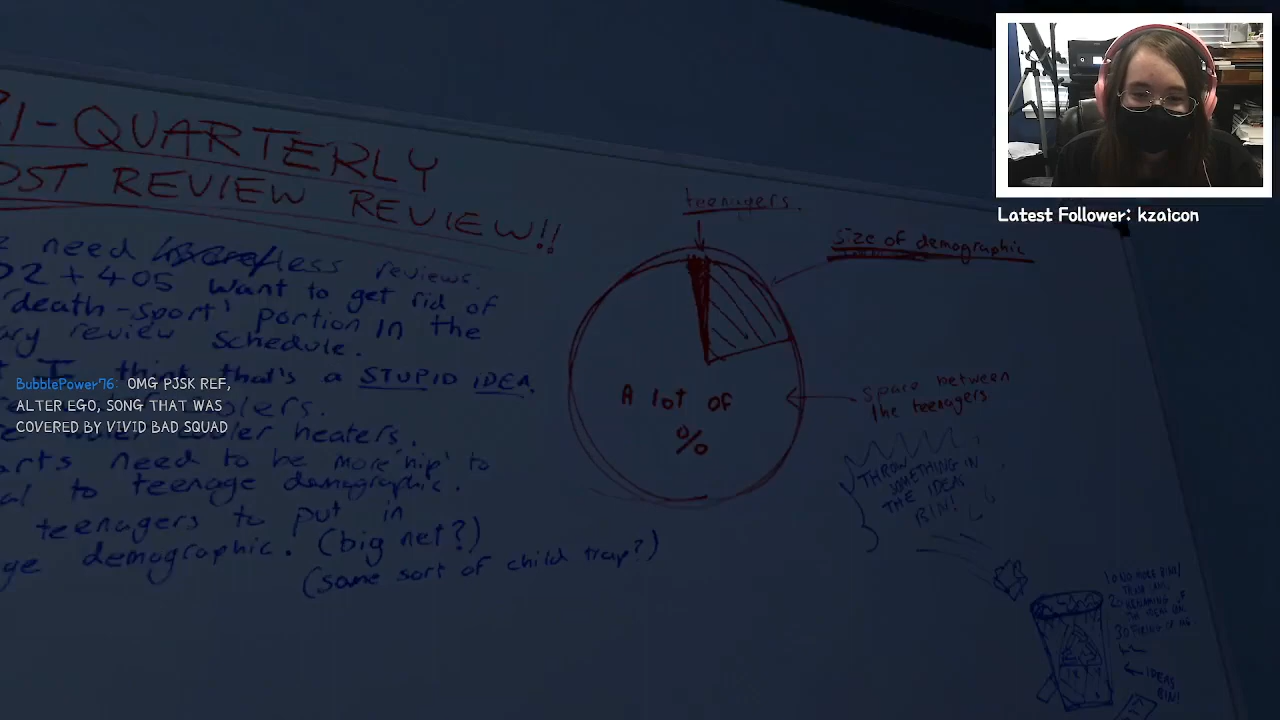 I-QUARTERLY
OST REVIEW REVIEW!!
need less reviews.
02 + 405 want to get rid of
'death-sport' portion in the
ary review schedule.
I think that's a STUPID IDEA.
oolers.
cooler heaters.
arts need to be more 'hip' to
al to teenage demographic.
teenagers to put in
ge demographic. (big net?)
(some sort of child trap?)
teenagers.
size of demographic
A lot of
%
space between
the teenagers
THROW
SOMETHING IN
THE IDEAS
BIN!
IDEAS
BIN!
BubblePower76: OMG PJSK REF,
ALTER EGO, SONG THAT WAS
COVERED BY VIVID BAD SQUAD
Latest Follower: kzaicon